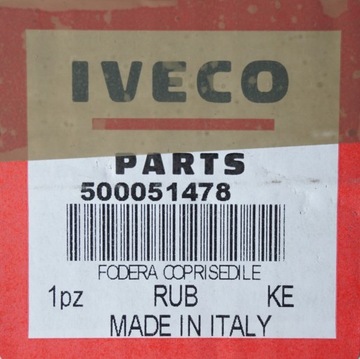 IVECO
PARTS
500051478
FODERA COPRISEDILE
1pz RUB KE
MADE IN ITALY